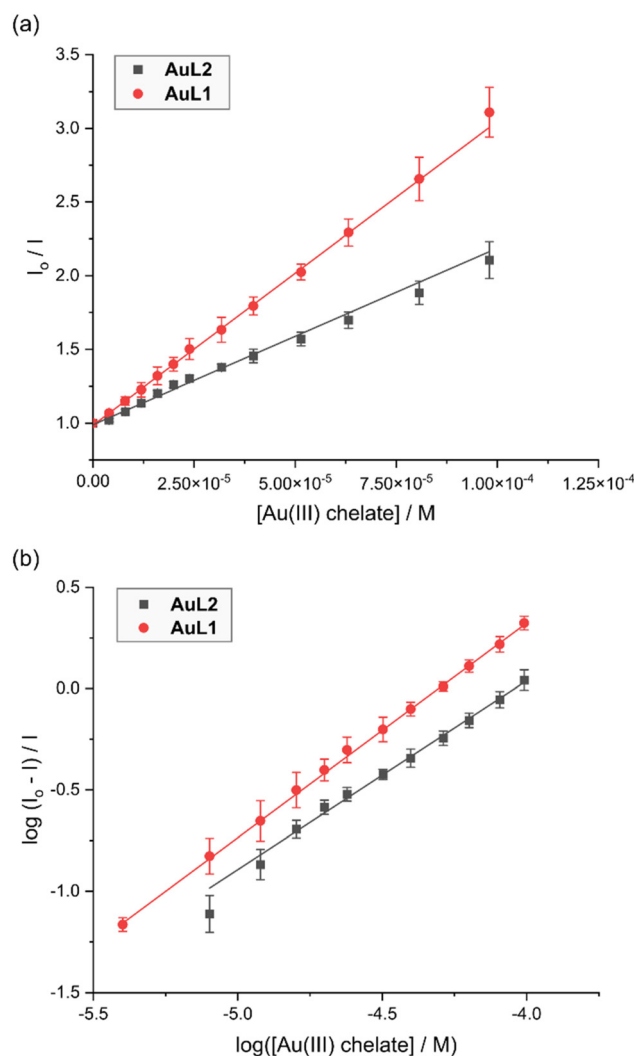 (a)
AuL2
AuL1
3.5
3.0
2.5
2.0
1.5
1.0
I₀ / I
0.00 2.50×10⁻⁵ 5.00×10⁻⁵ 7.50×10⁻⁵ 1.00×10⁻⁴ 1.25×10⁻⁴
[Au(III) chelate] / M
(b)
AuL2
AuL1
0.5
0.0
-0.5
-1.0
-1.5
log (I₀ - I) / I
-5.5 -5.0 -4.5 -4.0
log([Au(III) chelate] / M)